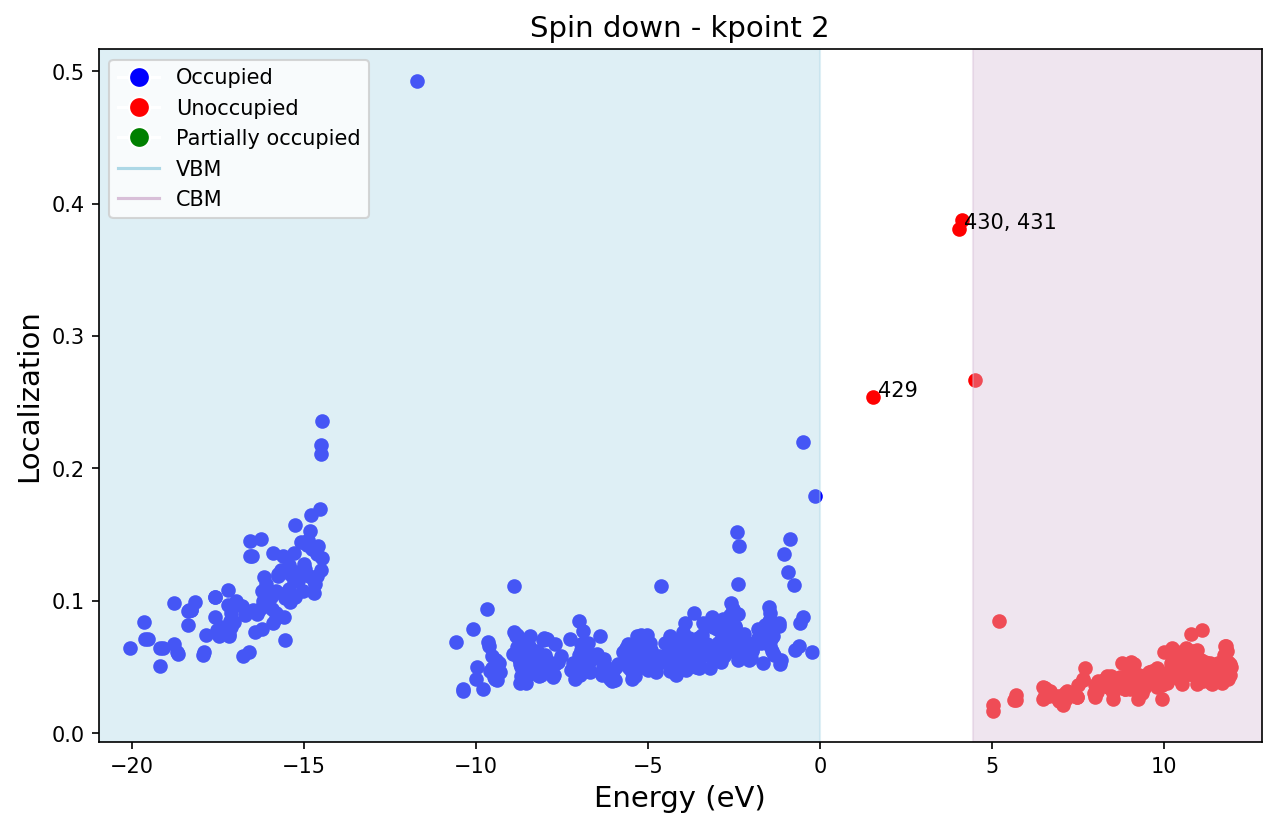 Spin down - kpoint 2
Occupied
Unoccupied
Partially occupied
VBM
CBM
430, 431
429
Localization
0.5
0.4
0.3
0.2
0.1
0.0
−20
−15
−10
−5
0
5
10
Energy (eV)